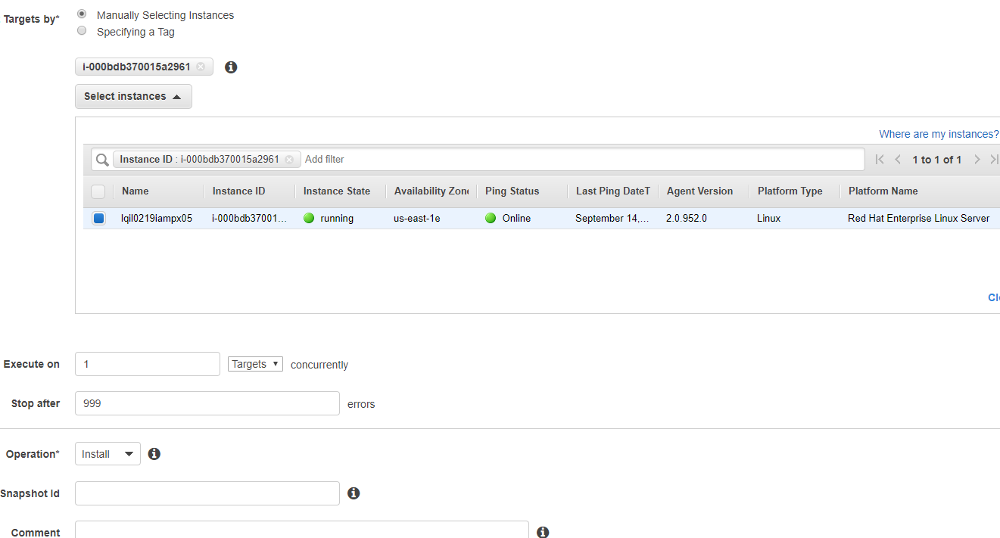 Targets by*
Manually Selecting Instances
Specifying a Tag
i-000bdb370015a2961
Select instances
Where are my instances?
Instance ID : i-000bdb370015a2961 Add filter 1 to 1 of 1
Name Instance ID Instance State Availability Zon Ping Status Last Ping DateT Agent Version Platform Type Platform Name
lqil0219iampx05 i-000bdb37001... running us-east-1e Online September 14,... 2.0.952.0 Linux Red Hat Enterprise Linux Server
Clo
Execute on 1 Targets concurrently
Stop after 999 errors
Operation* Install
Snapshot Id
Comment